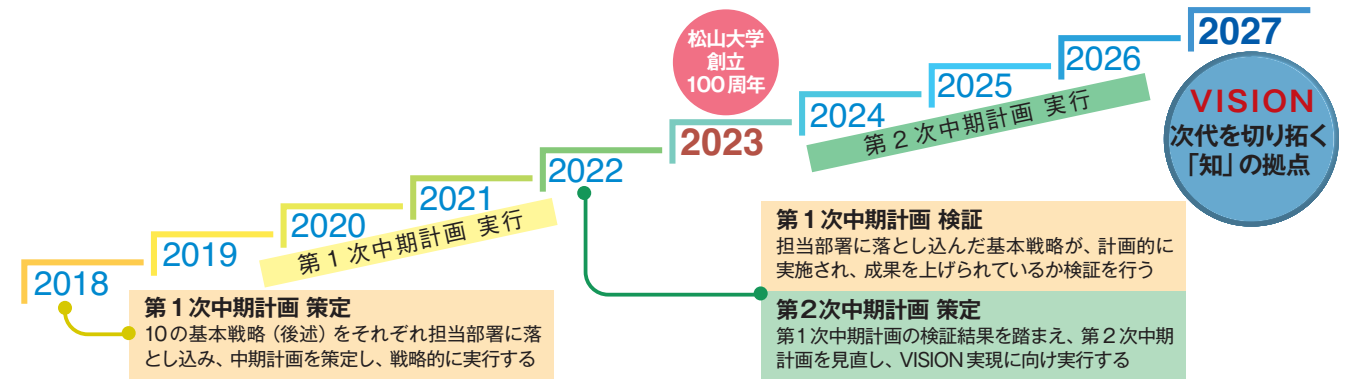 2018
2019
2020
2021
2022
2023
2024
2025
2026
2027
松山大学
創立
100周年
VISION
次代を切り拓く
「知」の拠点
第1次中期計画 実行
第2次中期計画 実行
第1次中期計画 策定
10の基本戦略（後述）をそれぞれ担当部署に落
とし込み、中期計画を策定し、戦略的に実行する
第1次中期計画 検証
担当部署に落とし込んだ基本戦略が、計画的に
実施され、成果を上げられているか検証を行う
第2次中期計画 策定
第1次中期計画の検証結果を踏まえ、第2次中期
計画を見直し、VISION実現に向け実行する